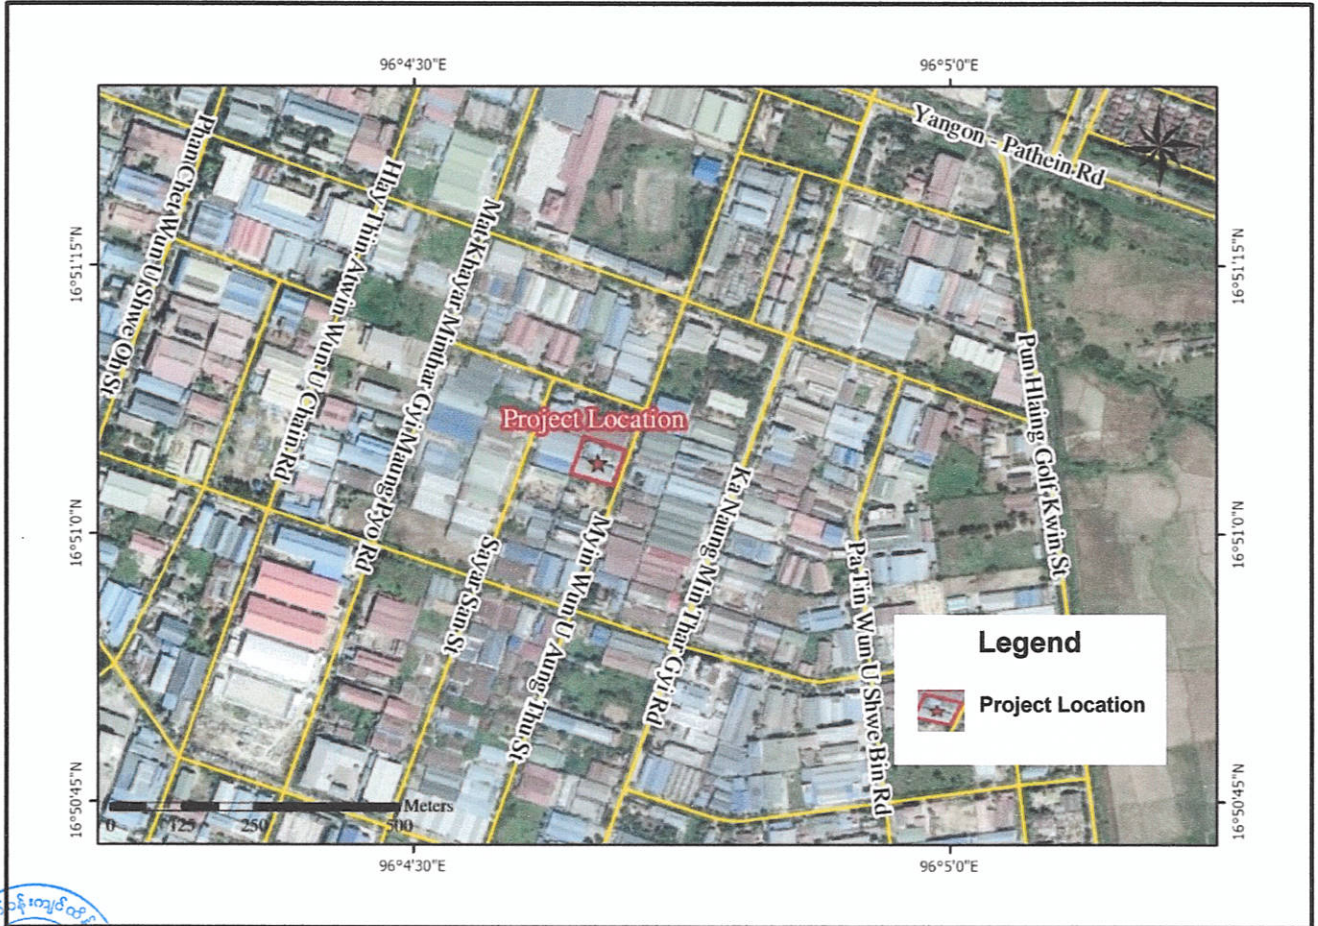 96°4'30"E
96°5'0"E
Yangon - Pathein Rd
Phan Chet Wun U Shwe Oh St
Hlay Thin Atwin Wun U Chain Rd
Mat Khayar Minthar Gyi Maung Pyo Rd
16°51'15"N
16°51'15"N
Pun Hlaing Golf Kwin St
Project Location
Ka Naung Min Thar Gyi Rd
16°51'0"N
16°51'0"N
Sayar San St
Myin Wun U Aung Thu St
Pa Tin Wun U Shwe Bin Rd
Legend
Project Location
16°50'45"N
16°50'45"N
Meters
0 125 250 500
96°4'30"E
96°5'0"E